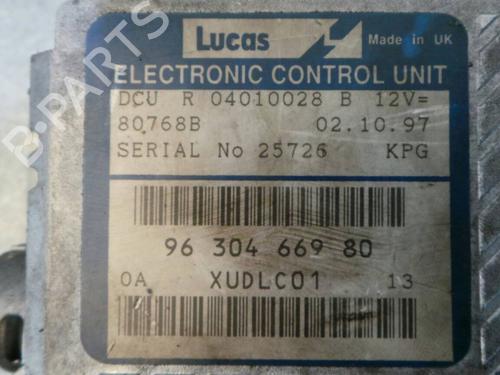 Lucas Made in UK
ELECTRONIC CONTROL UNIT
DCU R 04010028 B 12V=
80768B 02.10.97
SERIAL No 25726 KPG
96 304 669 80
0A XUDLC01 13
B-PARTS